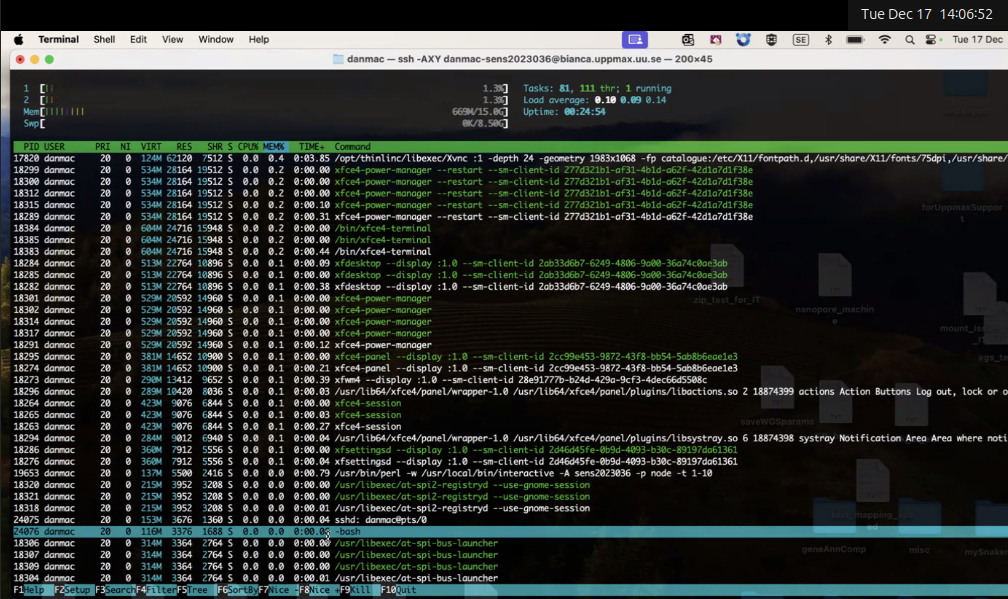 Tue Dec 17 14:06:52
Terminal Shell Edit View Window Help SE Tue 17 Dec
danmac — ssh -AXY danmac-sens2023036@bianca.uppmax.uu.se — 200×45
1 [|| 1.3%] Tasks: 81, 111 thr; 1 running
2 [|| 1.3%] Load average: 0.10 0.09 0.14
Mem[|||||||| 669M/15.0G] Uptime: 00:24:54
Swp[ 0K/8.50G]
PID USER PRI NI VIRT RES SHR S CPU% MEM% TIME+ Command
17820 danmac 20 0 124M 62120 7512 S 0.0 0.4 0:03.85 /opt/thinlinc/libexec/Xvnc :1 -depth 24 -geometry 1983x1068 -fp catalogue:/etc/X11/fontpath.d,/usr/share/X11/fonts/75dpi,/usr/share/
18299 danmac 20 0 534M 28164 19512 S 0.0 0.2 0:00.00 xfce4-power-manager --restart --sm-client-id 277d321b1-af31-4b1d-a62f-42d1a7d1f38e
18300 danmac 20 0 534M 28164 19512 S 0.0 0.2 0:00.00 xfce4-power-manager --restart --sm-client-id 277d321b1-af31-4b1d-a62f-42d1a7d1f38e
18312 danmac 20 0 534M 28164 19512 S 0.0 0.2 0:00.00 xfce4-power-manager --restart --sm-client-id 277d321b1-af31-4b1d-a62f-42d1a7d1f38e
18315 danmac 20 0 534M 28164 19512 S 0.0 0.2 0:00.10 xfce4-power-manager --restart --sm-client-id 277d321b1-af31-4b1d-a62f-42d1a7d1f38e
18289 danmac 20 0 534M 28164 19512 S 0.0 0.2 0:00.31 xfce4-power-manager --restart --sm-client-id 277d321b1-af31-4b1d-a62f-42d1a7d1f38e
18384 danmac 20 0 604M 24716 15948 S 0.0 0.2 0:00.00 /bin/xfce4-terminal
18385 danmac 20 0 604M 24716 15948 S 0.0 0.2 0:00.00 /bin/xfce4-terminal
18383 danmac 20 0 604M 24716 15948 S 0.0 0.2 0:00.44 /bin/xfce4-terminal
18284 danmac 20 0 513M 22764 10896 S 0.0 0.1 0:00.09 xfdesktop --display :1.0 --sm-client-id 2ab33d6b7-6249-4806-9a00-36a74c0ae3ab
18285 danmac 20 0 513M 22764 10896 S 0.0 0.1 0:00.00 xfdesktop --display :1.0 --sm-client-id 2ab33d6b7-6249-4806-9a00-36a74c0ae3ab
18282 danmac 20 0 513M 22764 10896 S 0.0 0.1 0:00.38 xfdesktop --display :1.0 --sm-client-id 2ab33d6b7-6249-4806-9a00-36a74c0ae3ab
18301 danmac 20 0 529M 20592 14960 S 0.0 0.1 0:00.00 xfce4-power-manager
18302 danmac 20 0 529M 20592 14960 S 0.0 0.1 0:00.00 xfce4-power-manager
18314 danmac 20 0 529M 20592 14960 S 0.0 0.1 0:00.00 xfce4-power-manager
18317 danmac 20 0 529M 20592 14960 S 0.0 0.1 0:00.00 xfce4-power-manager
18291 danmac 20 0 529M 20592 14960 S 0.0 0.1 0:00.12 xfce4-power-manager
18295 danmac 20 0 381M 14652 10900 S 0.0 0.1 0:00.00 xfce4-panel --display :1.0 --sm-client-id 2cc99e453-9872-43f8-bb54-5ab8b6eae1e3
18274 danmac 20 0 381M 14652 10900 S 0.0 0.1 0:00.21 xfce4-panel --display :1.0 --sm-client-id 2cc99e453-9872-43f8-bb54-5ab8b6eae1e3
18273 danmac 20 0 290M 13412 9652 S 0.0 0.1 0:00.39 xfwm4 --display :1.0 --sm-client-id 28e91777b-b24d-429a-9cf3-4dec66d5508c
18296 danmac 20 0 289M 10420 8036 S 0.0 0.1 0:00.03 /usr/lib64/xfce4/panel/wrapper-1.0 /usr/lib64/xfce4/panel/plugins/libactions.so 2 18874399 actions Action Buttons Log out, lock or o
18264 danmac 20 0 423M 9076 6844 S 0.0 0.1 0:00.00 xfce4-session
18265 danmac 20 0 423M 9076 6844 S 0.0 0.1 0:00.03 xfce4-session
18263 danmac 20 0 423M 9076 6844 S 0.0 0.1 0:00.27 xfce4-session
18294 danmac 20 0 284M 9012 6940 S 0.0 0.1 0:00.04 /usr/lib64/xfce4/panel/wrapper-1.0 /usr/lib64/xfce4/panel/plugins/libsystray.so 6 18874398 systray Notification Area Area where noti
18286 danmac 20 0 360M 7912 5556 S 0.0 0.1 0:00.00 xfsettingsd --display :1.0 --sm-client-id 2d46d45fe-0b9d-4093-b30c-89197ad61361
18276 danmac 20 0 360M 7912 5556 S 0.0 0.1 0:00.04 xfsettingsd --display :1.0 --sm-client-id 2d46d45fe-0b9d-4093-b30c-89197ad61361
19653 danmac 20 0 137M 5500 2416 S 0.0 0.0 0:00.79 /usr/bin/perl -w /usr/local/bin/interactive -A sens2023036 -p node -t 1-10
18320 danmac 20 0 215M 3952 3208 S 0.0 0.0 0:00.00 /usr/libexec/at-spi2-registryd --use-gnome-session
18321 danmac 20 0 215M 3952 3208 S 0.0 0.0 0:00.00 /usr/libexec/at-spi2-registryd --use-gnome-session
18318 danmac 20 0 215M 3952 3208 S 0.0 0.0 0:00.01 /usr/libexec/at-spi2-registryd --use-gnome-session
24075 danmac 20 0 153M 3676 1360 S 0.0 0.0 0:00.04 sshd: danmac@pts/0
24076 danmac 20 0 116M 3376 1688 S 0.0 0.0 -bash
18306 danmac 20 0 314M 3364 2764 S 0.0 0.0 0:00.00 /usr/libexec/at-spi-bus-launcher
18307 danmac 20 0 314M 3364 2764 S 0.0 0.0 0:00.00 /usr/libexec/at-spi-bus-launcher
18309 danmac 20 0 314M 3364 2764 S 0.0 0.0 0:00.00 /usr/libexec/at-spi-bus-launcher
18304 danmac 20 0 314M 3364 2764 S 0.0 0.0 0:00.01 /usr/libexec/at-spi-bus-launcher
F1Help F2Setup F3Search F4Filter F5Tree F6SortBy F7Nice - F8Nice + F9Kill F10Quit
forUppmaxSuppor
t
zip_test_for_IT
nanopore_machin
e
saveWGSparams
geneAnnComp
misc
mySnake